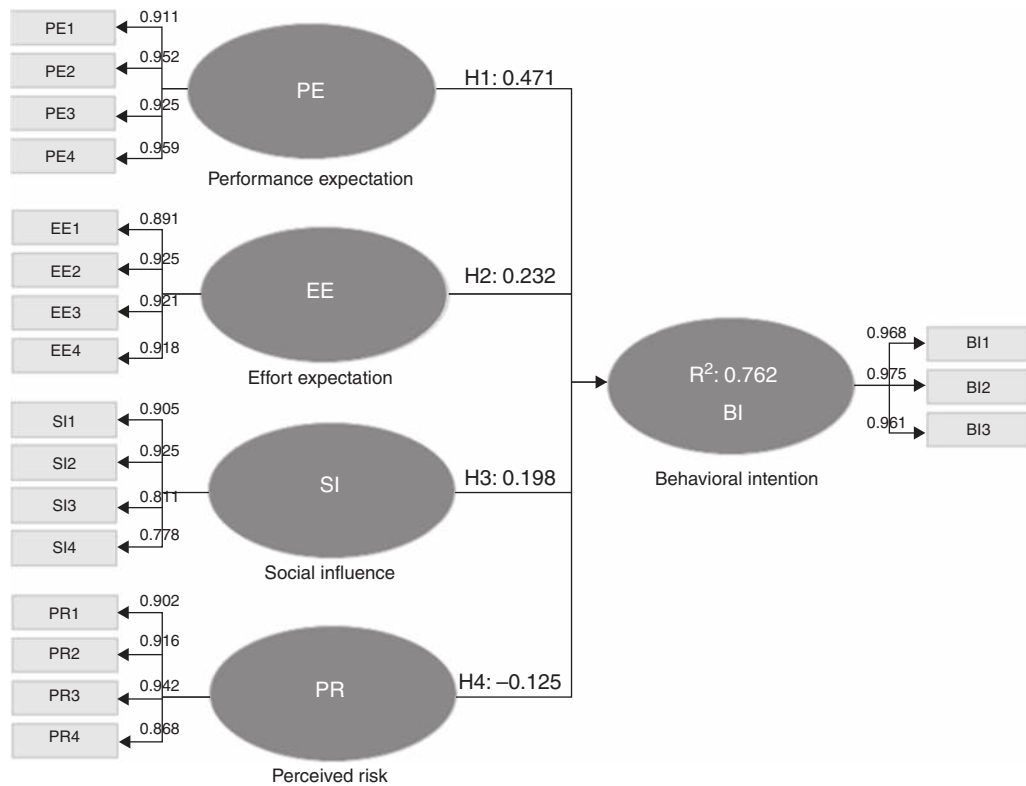 PE1
0.911
PE2
0.952
PE3
0.925
PE4
0.959
PE
Performance expectation
H1: 0.471
EE1
0.891
EE2
0.925
EE3
0.921
EE4
0.918
EE
Effort expectation
H2: 0.232
SI1
0.905
SI2
0.925
SI3
0.811
SI4
0.778
SI
Social influence
H3: 0.198
PR1
0.902
PR2
0.916
PR3
0.942
PR4
0.868
PR
Perceived risk
H4: –0.125
R²: 0.762
BI
Behavioral intention
0.968
BI1
0.975
BI2
0.961
BI3